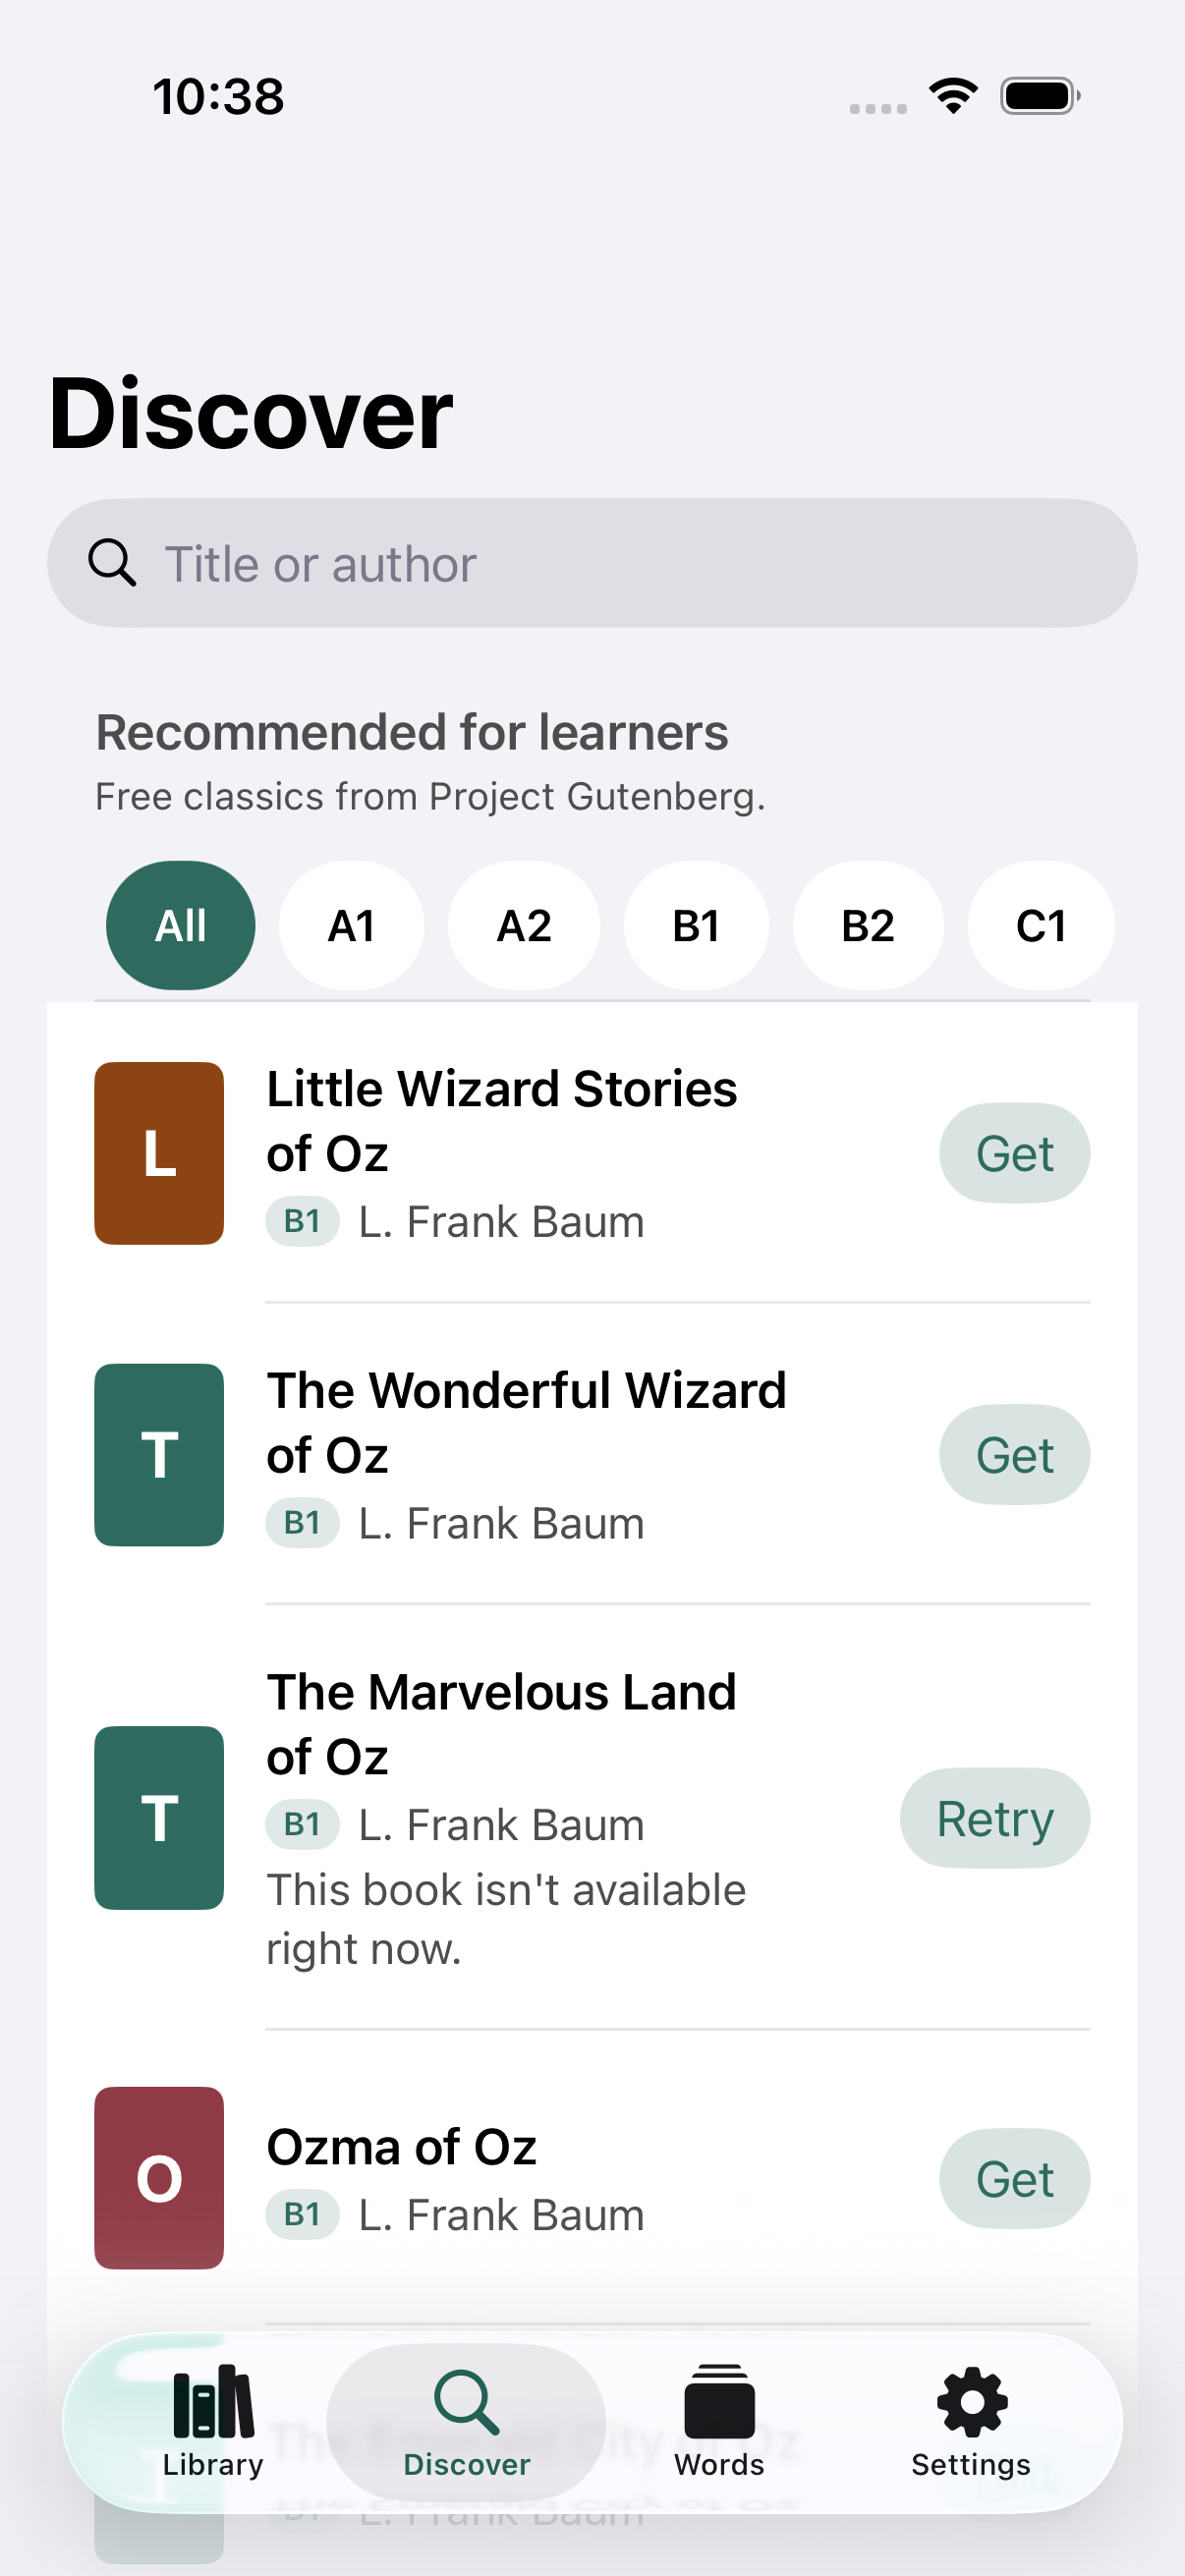 10:38
Discover
Title or author
Recommended for learners
Free classics from Project Gutenberg.
All A1 A2 B1 B2 C1
L
Little Wizard Stories
of Oz
B1 L. Frank Baum
Get
T
The Wonderful Wizard
of Oz
B1 L. Frank Baum
Get
T
The Marvelous Land
of Oz
B1 L. Frank Baum
This book isn't available
right now.
Retry
O
Ozma of Oz
B1 L. Frank Baum
Get
Library Discover Words Settings
B1 L. Frank Baum